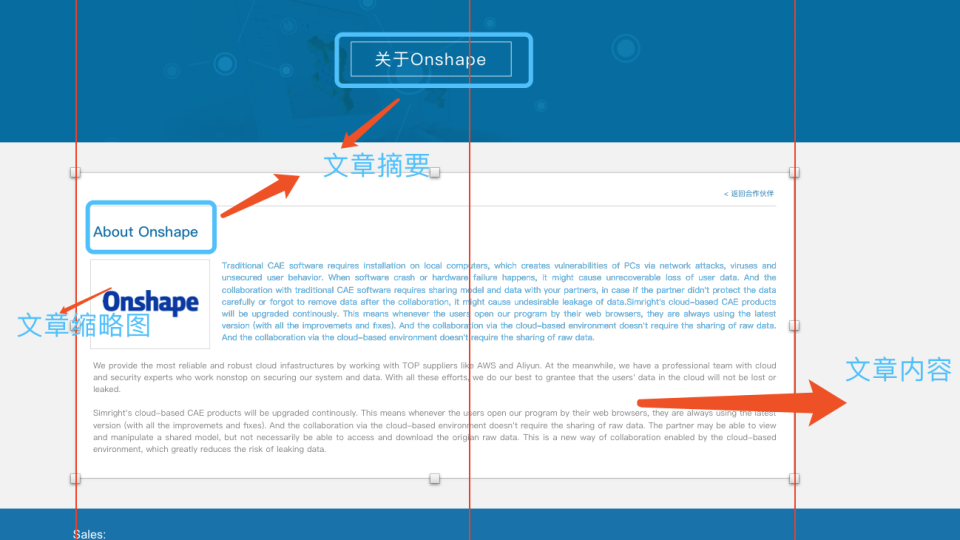 关于Onshape
文章摘要
< 返回合作伙伴
About Onshape
Onshape
文章缩略图
Traditional CAE software requires installation on local computers, which creates vulnerabilities of PCs via network attacks, viruses and
unsecured user behavior. When software crash or hardware failure happens, it might cause unrecoverable loss of user data. And the
collaboration with traditional CAE software requires sharing model and data with your partners, in case if the partner didn't protect the data
carefully or forgot to remove data after the collaboration, it might cause undesirable leakage of data.Simright's cloud-based CAE products
will be upgraded continously. This means whenever the users open our program by their web browsers, they are always using the latest
version (with all the improvemets and fixes). And the collaboration via the cloud-based environment doesn't require the sharing of raw data.
And the collaboration via the cloud-based environment doesn't require the sharing of raw data.
We provide the most reliable and robust cloud infastructures by working with TOP suppliers like AWS and Aliyun. At the meanwhile, we have a professional team with cloud
and security experts who work nonstop on securing our system and data. With all these efforts, we do our best to grantee that the users' data in the cloud will not be lost or
leaked.
文章内容
Simright's cloud-based CAE products will be upgraded continously. This means whenever the users open our program by their web browsers, they are always using the latest
version (with all the improvemets and fixes). And the collaboration via the cloud-based environment doesn't require the sharing of raw data. The partner may be able to view
and manipulate a shared model, but not necessarily be able to access and download the origian raw data. This is a new way of collaboration enabled by the cloud-based
environment, which greatly reduces the risk of leaking data.
Sales: